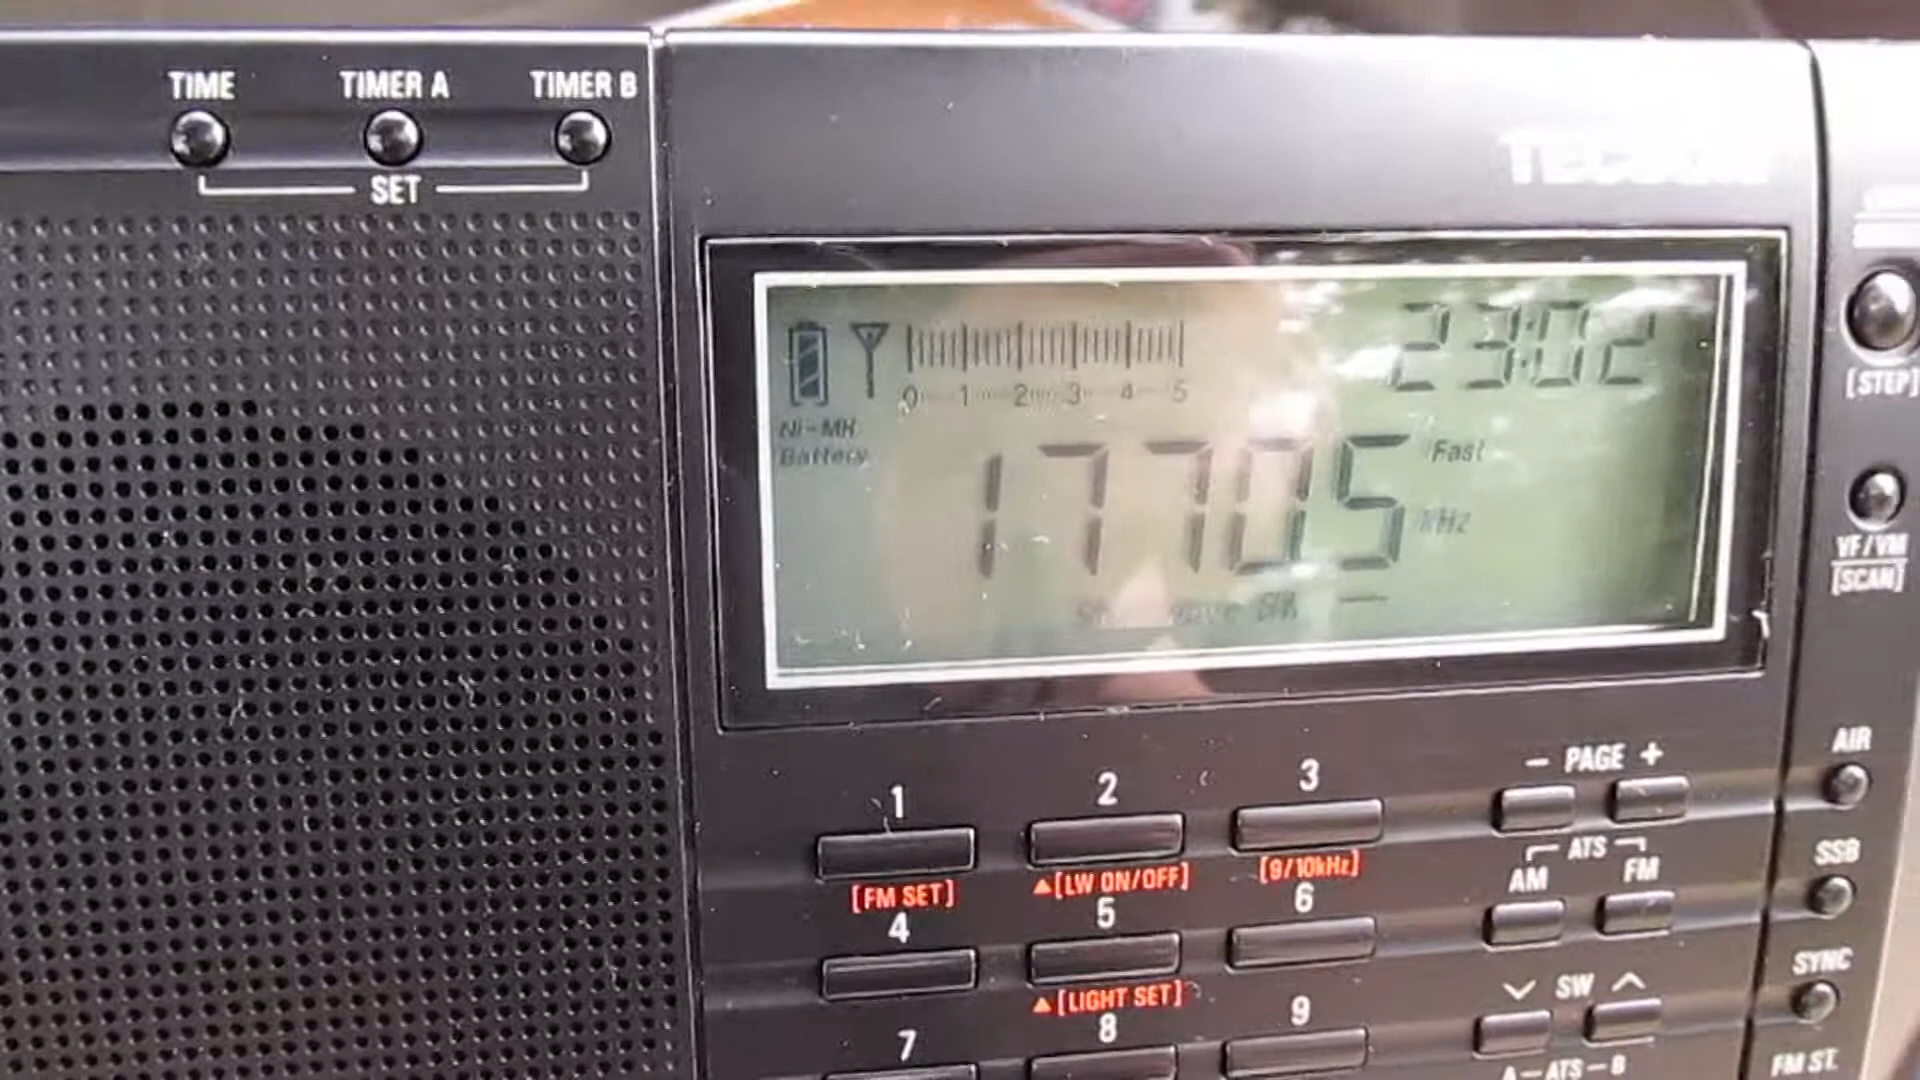 TIME TIMER A TIMER B
SET
TECSUN
23:02
0 1 2 3 4 5
Ni-MH
Battery
17705
Fast
kHz
[STEP]
VF/VM
[SCAN]
- PAGE +
1 2 3
[FM SET] ▲[LW ON/OFF] [9/10kHz]
ATS
AM FM
4 5 6
▲[LIGHT SET]
SW
7 8 9
A-ATS-B
AIR
SSB
SYNC
FM ST.